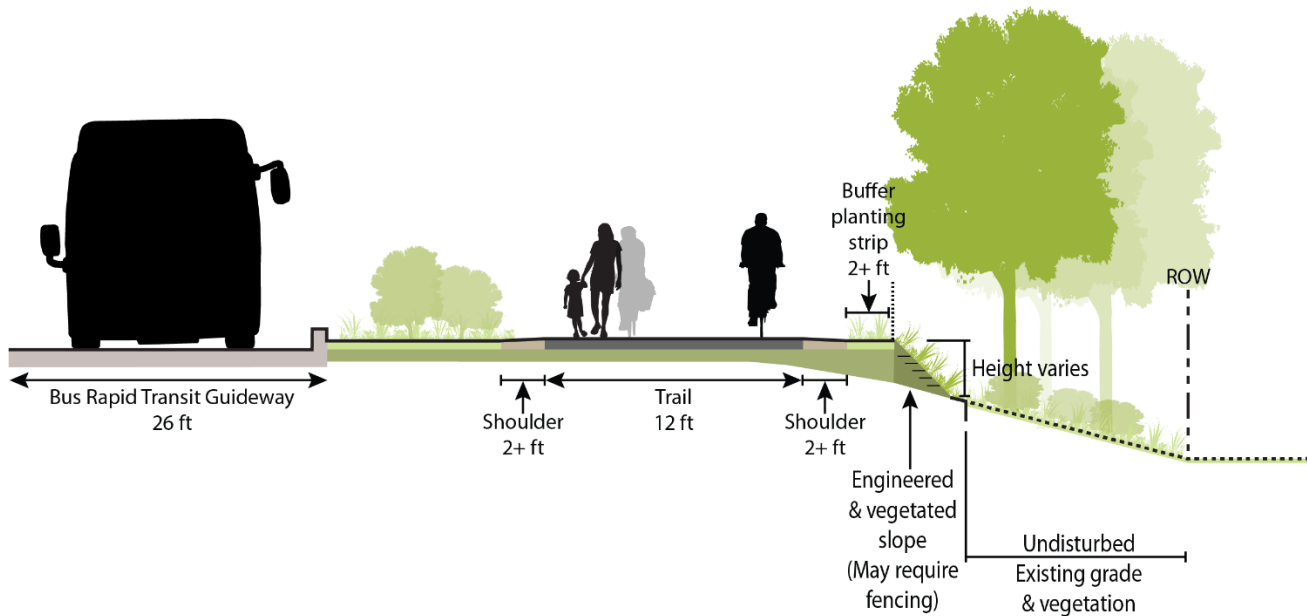 Bus Rapid Transit Guideway
26 ft
Shoulder
2+ ft
Trail
12 ft
Shoulder
2+ ft
Buffer
planting
strip
2+ ft
Height varies
Engineered
& vegetated
slope
(May require
fencing)
Undisturbed
Existing grade
& vegetation
ROW